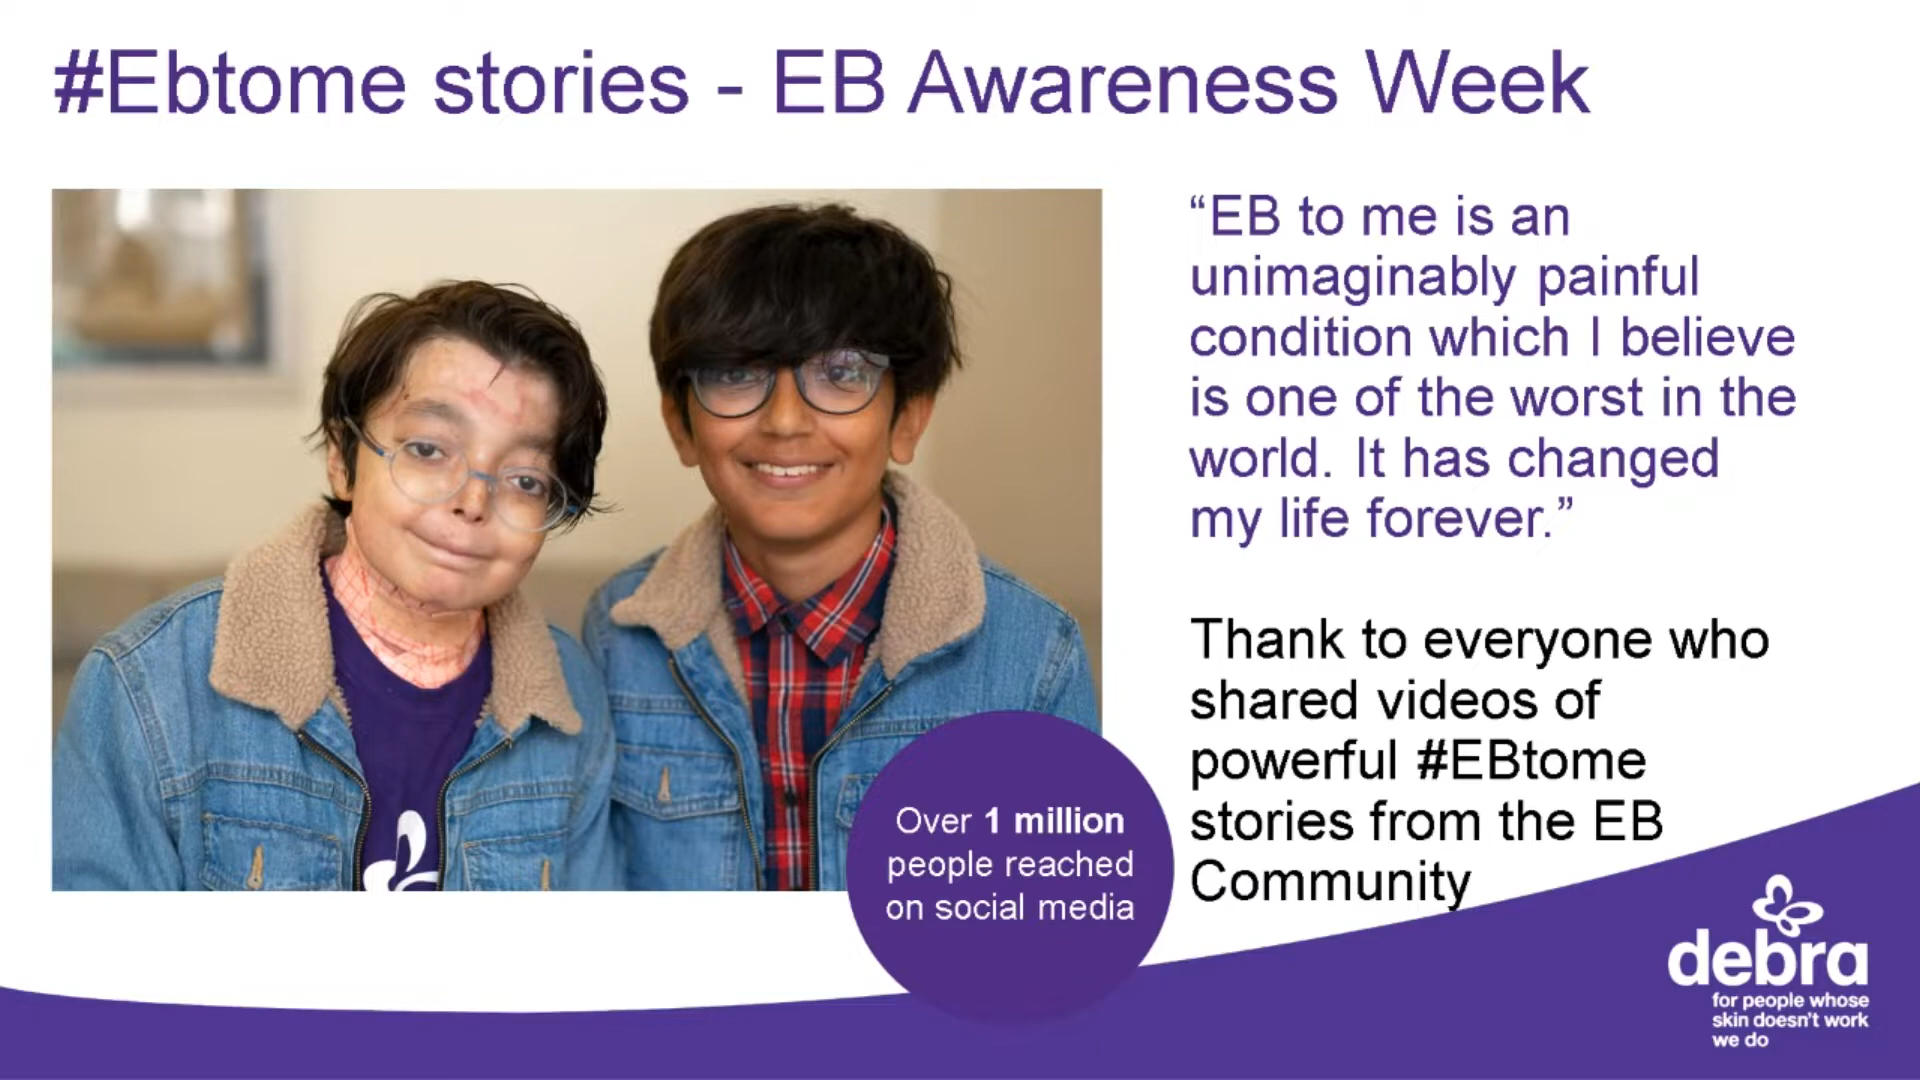 #Ebtome stories - EB Awareness Week
“EB to me is an
unimaginably painful
condition which I believe
is one of the worst in the
world. It has changed
my life forever.”
Thank to everyone who
shared videos of
powerful #EBtome
stories from the EB
Community
Over 1 million
people reached
on social media
debra
for people whose
skin doesn't work
we do